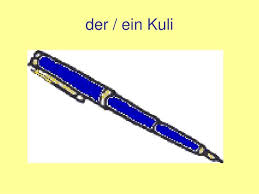 der / ein Kuli